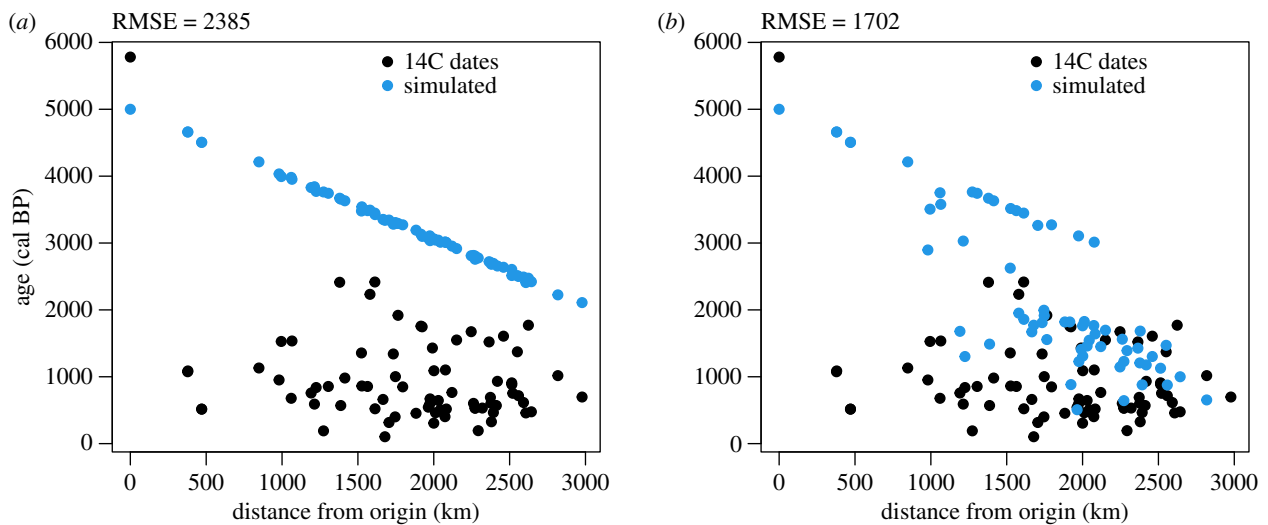 (a) RMSE = 2385
6000
5000
4000
3000
2000
1000
0
age (cal BP)
14C dates
simulated
0 500 1000 1500 2000 2500 3000
distance from origin (km)
(b) RMSE = 1702
6000
5000
4000
3000
2000
1000
0
14C dates
simulated
0 500 1000 1500 2000 2500 3000
distance from origin (km)